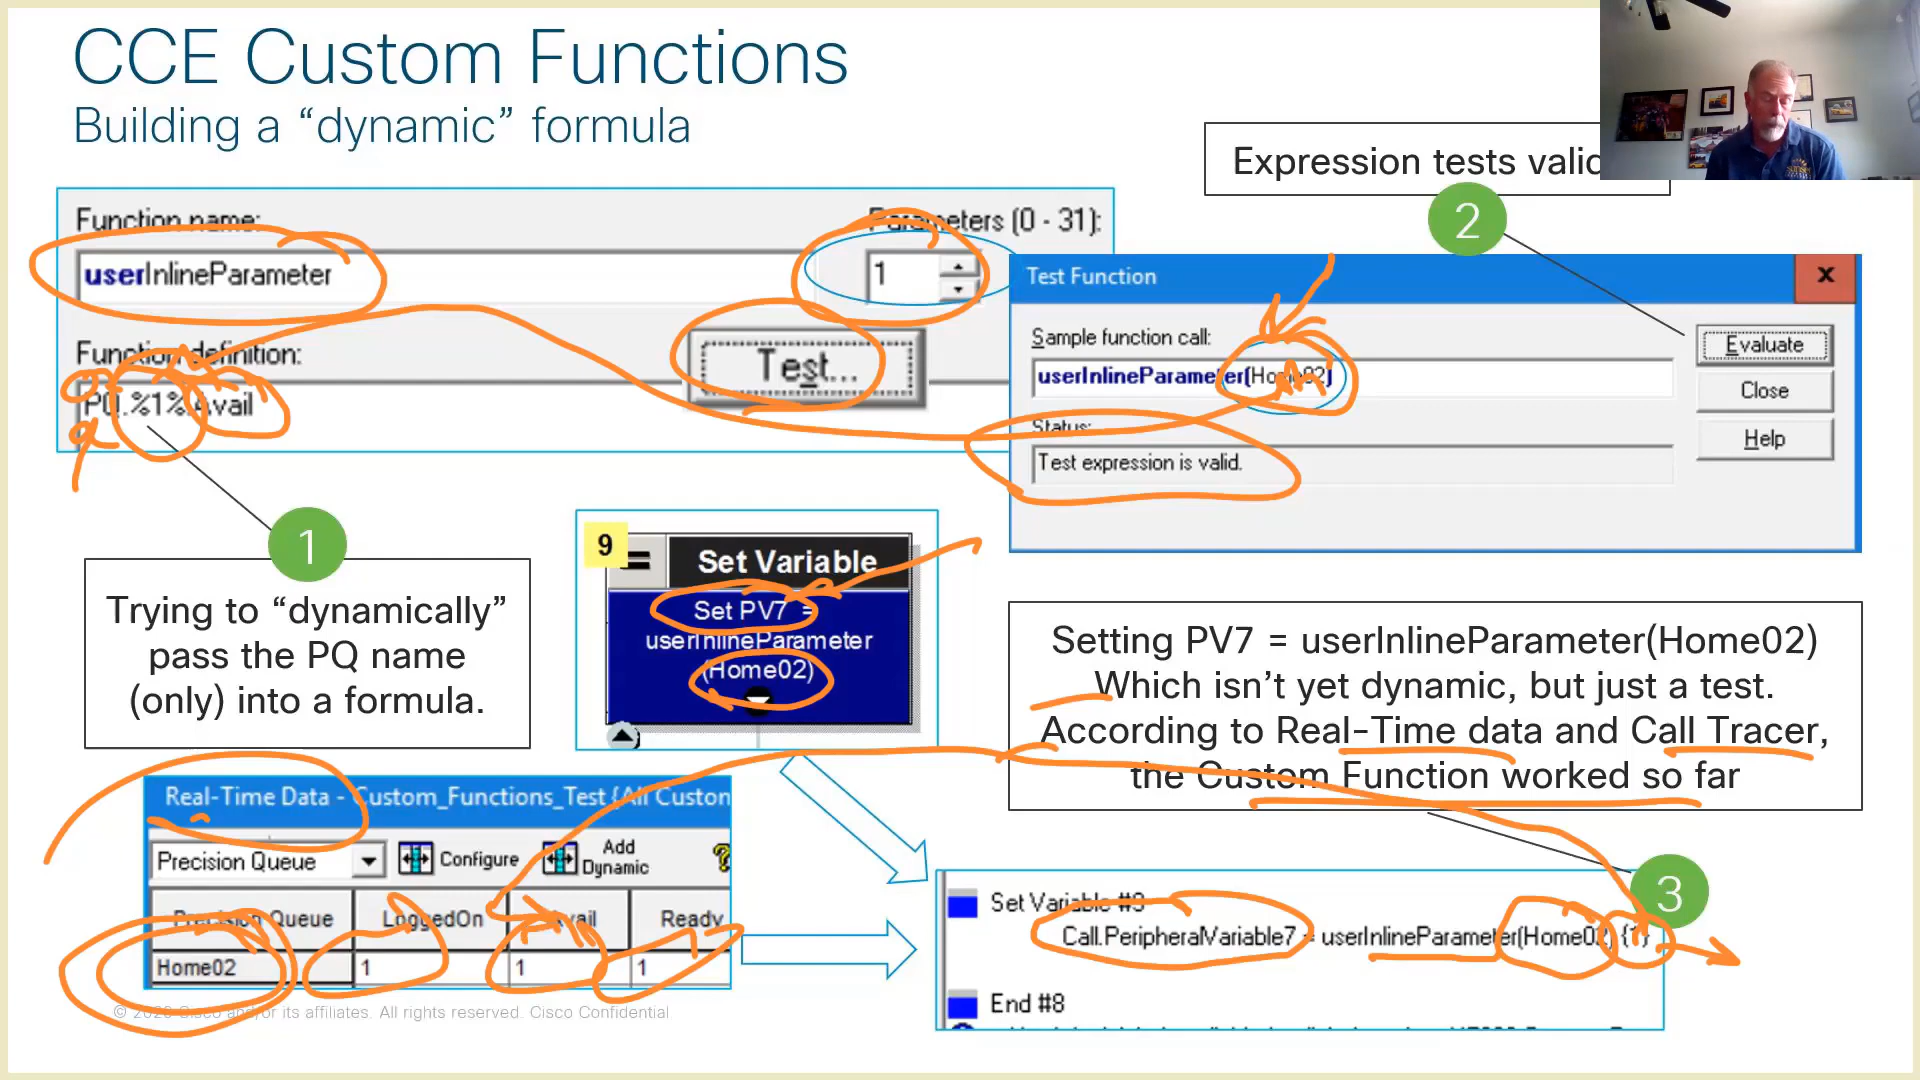 CCE Custom Functions
Building a “dynamic” formula
Function name:
Parameters (0 - 31):
userInlineParameter
1
Function definition:
PQ.%1%.Avail
Test...
Expression tests valid
2
Test Function
x
Sample function call:
userInlineParameter(Home02)
Evaluate
Close
Help
Status:
Test expression is valid.
1
Trying to “dynamically”
pass the PQ name
(only) into a formula.
9
=
Set Variable
Set PV7 =
userInlineParameter
(Home02)
Setting PV7 = userInlineParameter(Home02)
Which isn’t yet dynamic, but just a test.
According to Real-Time data and Call Tracer,
the Custom Function worked so far
3
Real-Time Data - Custom_Functions_Test {All Custom
Precision Queue
Configure
Add
Dynamic
?
Precision Queue LoggedOn Avail Ready
Home02 1 1 1
Set Variable #9
Call.PeripheralVariable7 = userInlineParameter(Home02) {1}
End #8
© 2020 Cisco and/or its affiliates. All rights reserved. Cisco Confidential